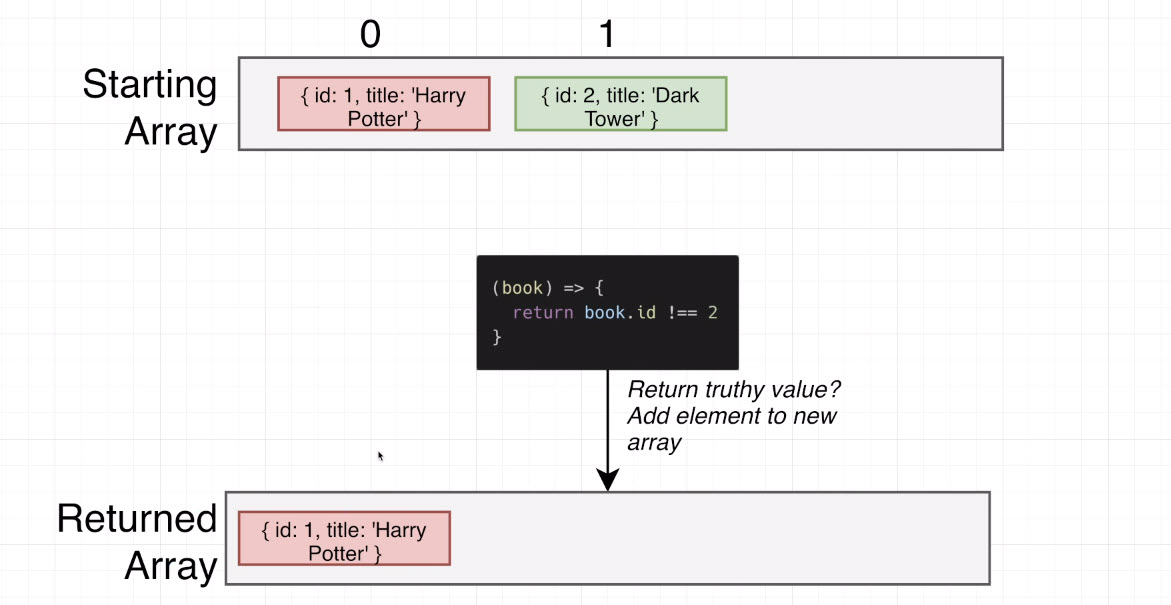 0
1
Starting
Array
{ id: 1, title: 'Harry
Potter' }
{ id: 2, title: 'Dark
Tower' }
(book) => {
return book.id !== 2
}
Return truthy value?
Add element to new
array
Returned
Array
{ id: 1, title: 'Harry
Potter' }